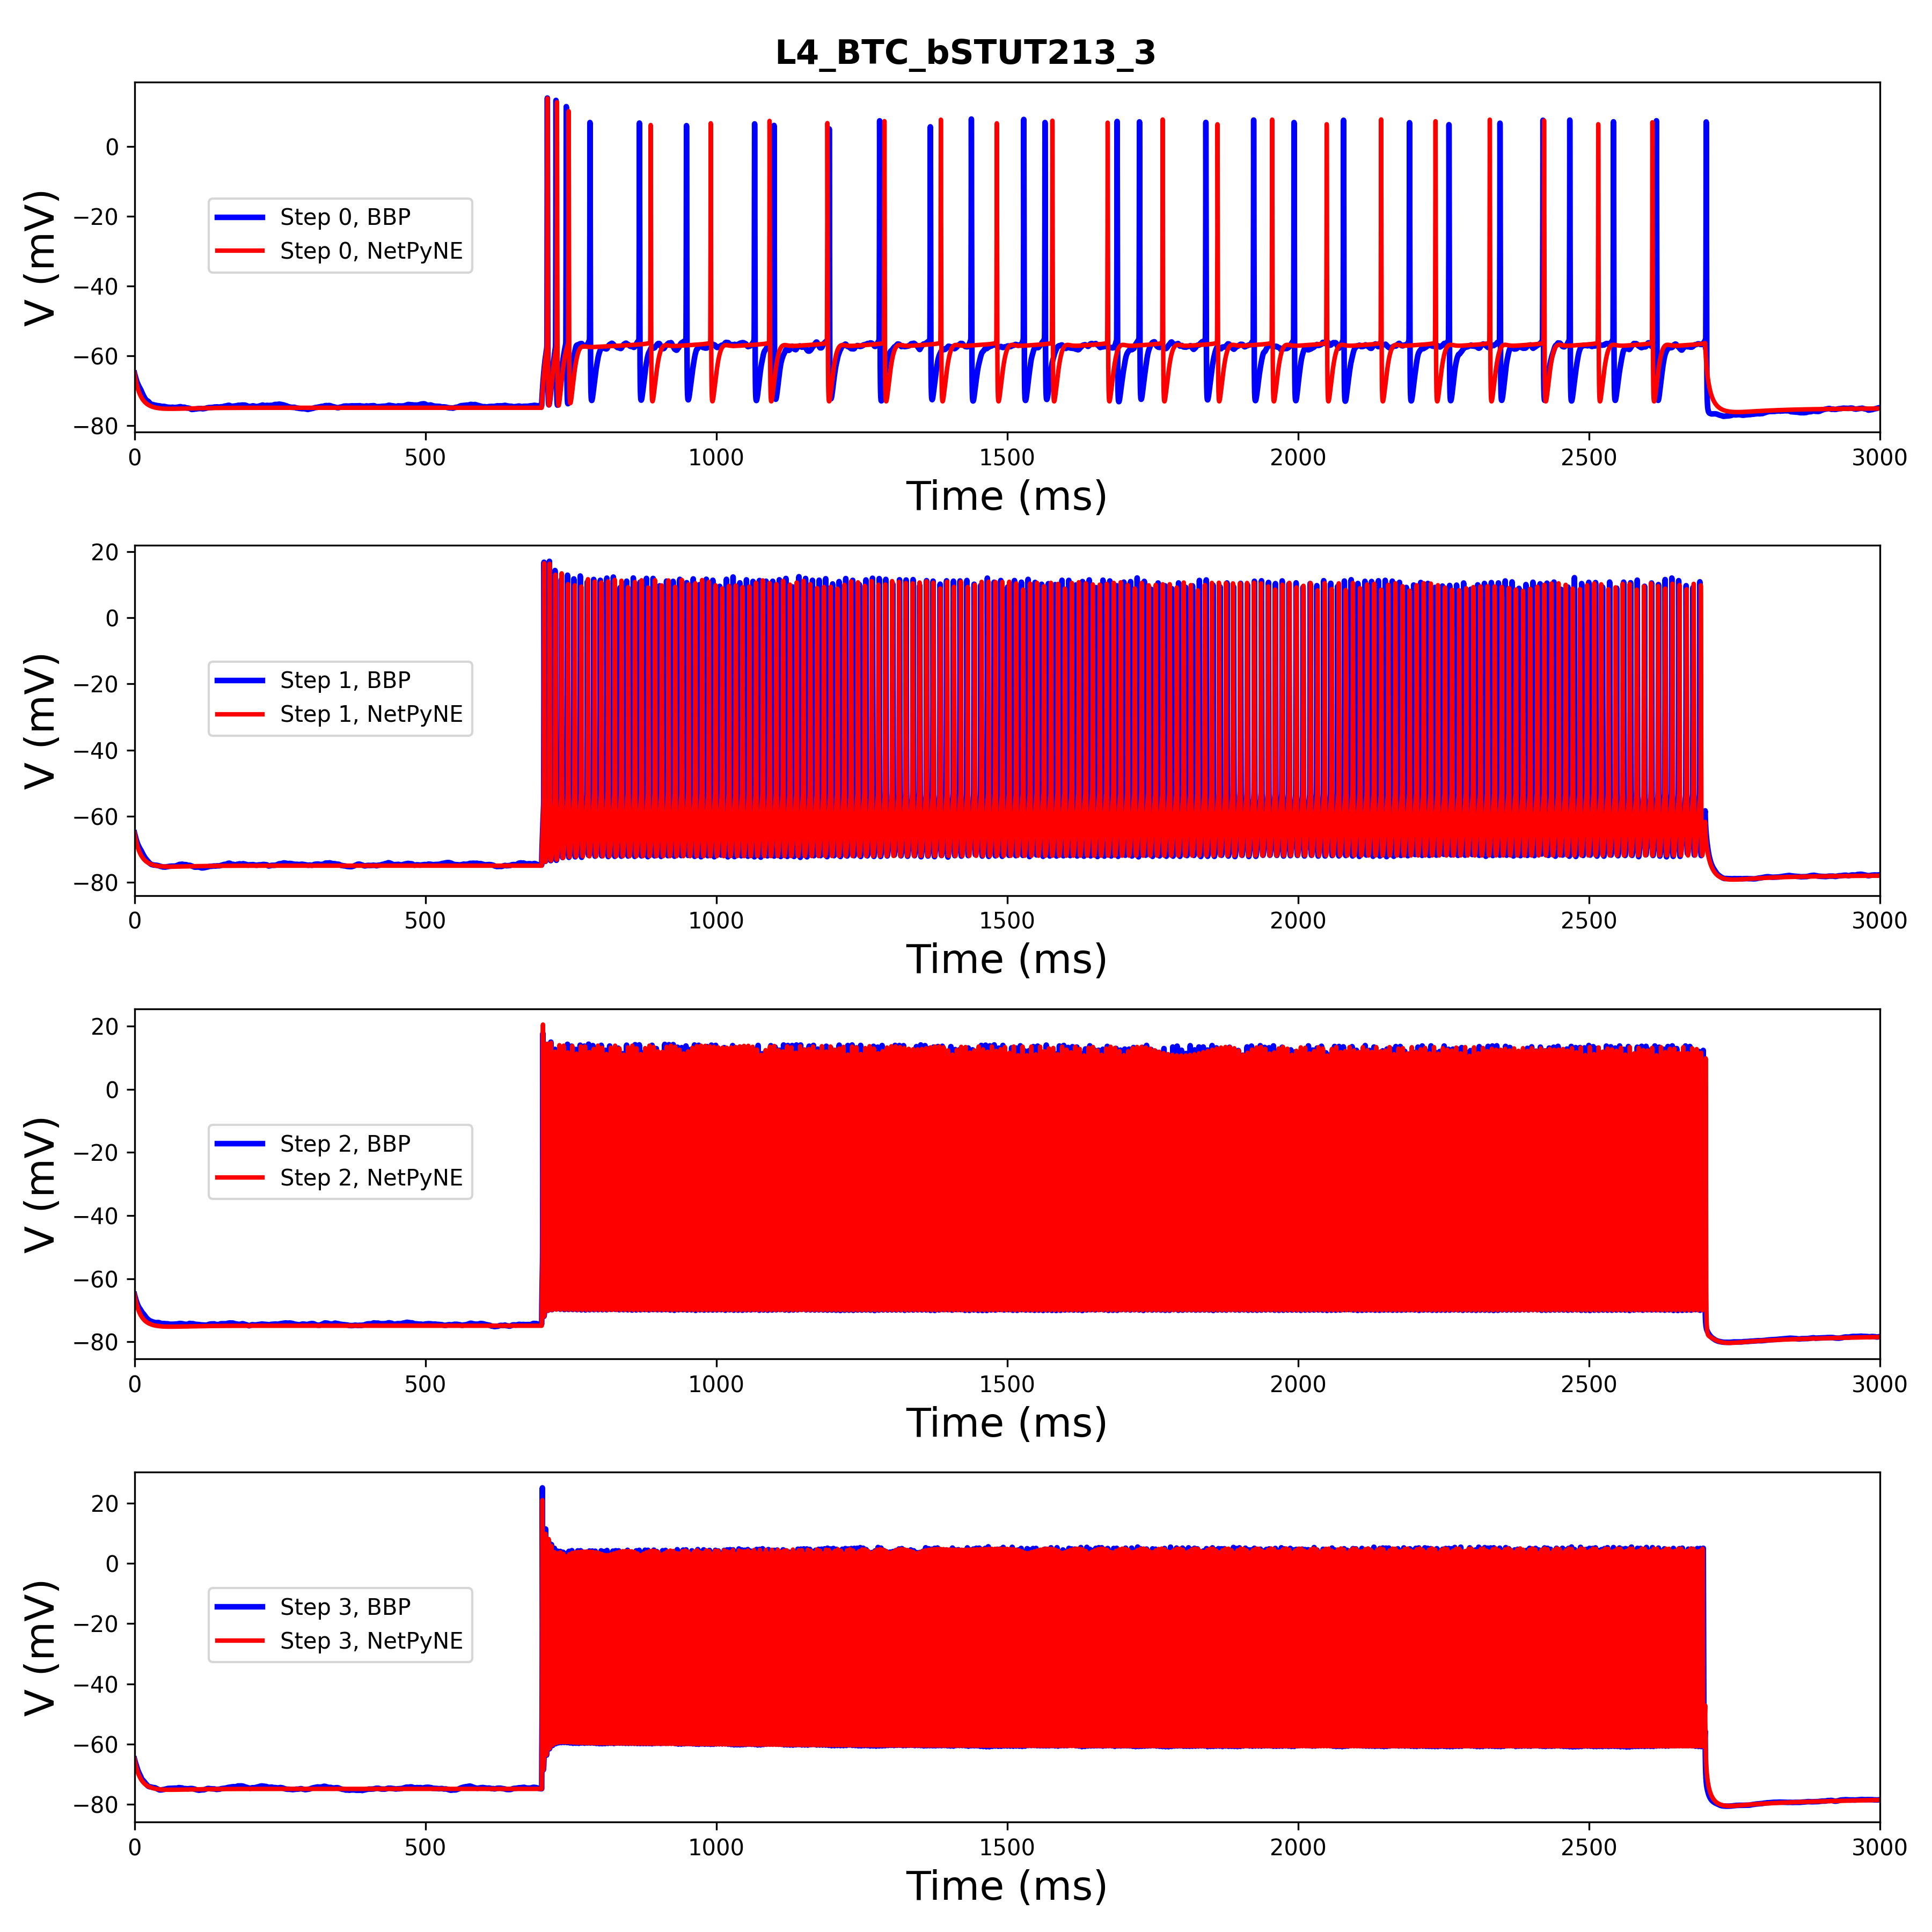 L4_BTC_bSTUT213_3
V (mV)
0
−20
−40
−60
−80
Step 0, BBP
Step 0, NetPyNE
0 500 1000 1500 2000 2500 3000
Time (ms)
V (mV)
20
0
−20
−40
−60
−80
Step 1, BBP
Step 1, NetPyNE
0 500 1000 1500 2000 2500 3000
Time (ms)
V (mV)
20
0
−20
−40
−60
−80
Step 2, BBP
Step 2, NetPyNE
0 500 1000 1500 2000 2500 3000
Time (ms)
V (mV)
20
0
−20
−40
−60
−80
Step 3, BBP
Step 3, NetPyNE
0 500 1000 1500 2000 2500 3000
Time (ms)